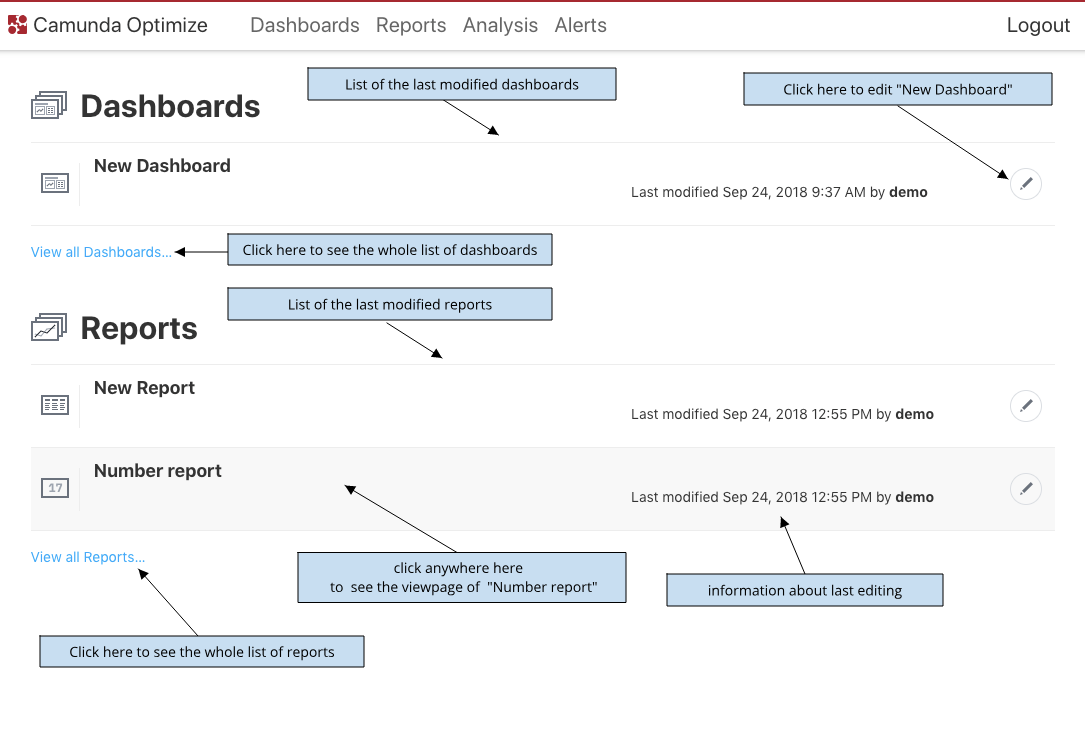 Camunda Optimize Dashboards Reports Analysis Alerts Logout
List of the last modified dashboards
Click here to edit "New Dashboard"
Dashboards
New Dashboard
Last modified Sep 24, 2018 9:37 AM by demo
View all Dashboards...
Click here to see the whole list of dashboards
List of the last modified reports
Reports
New Report
Last modified Sep 24, 2018 12:55 PM by demo
Number report
17
Last modified Sep 24, 2018 12:55 PM by demo
View all Reports...
click anywhere here
to see the viewpage of "Number report"
information about last editing
Click here to see the whole list of reports